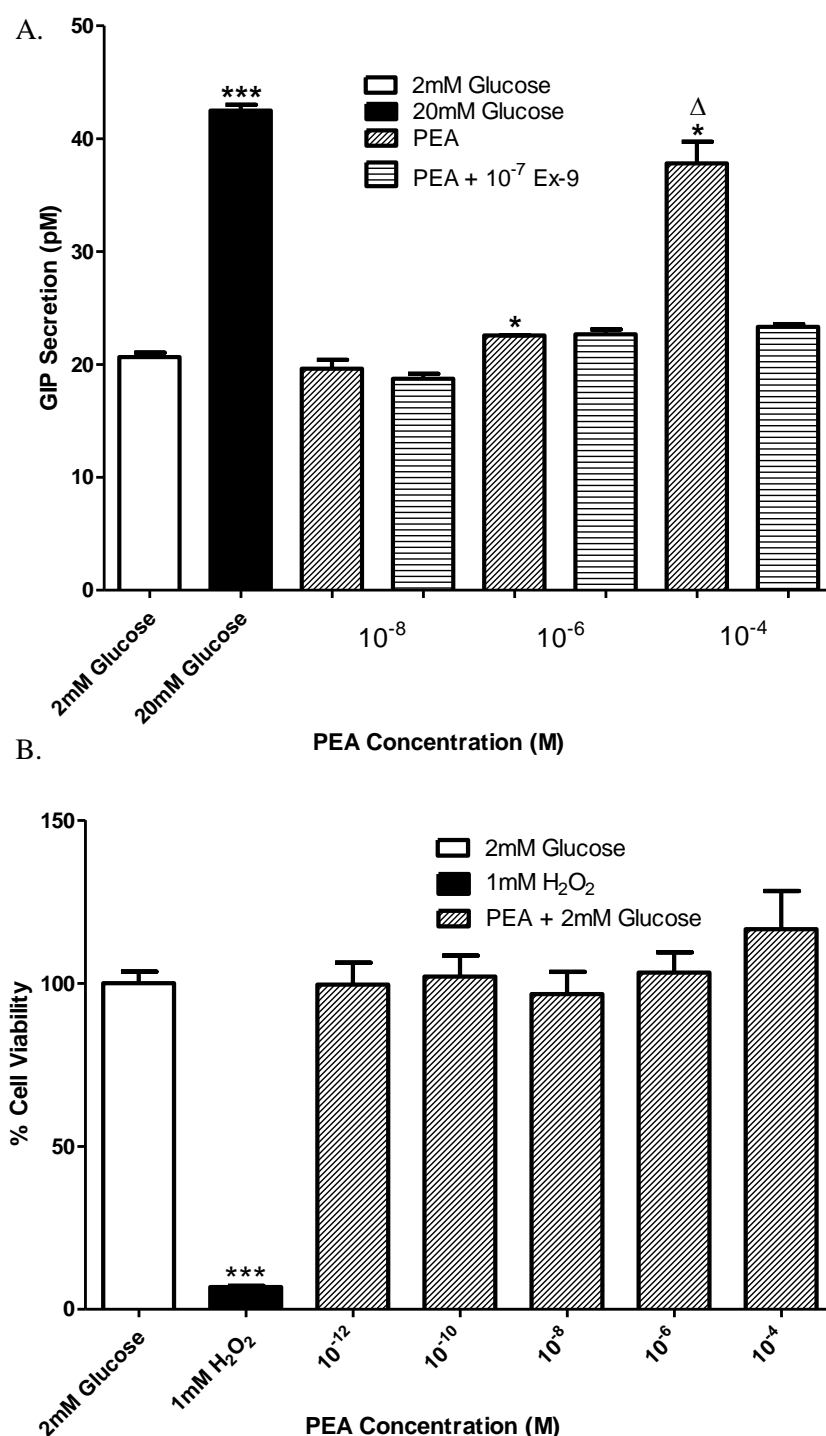 A.
50
40
30
20
10
0
GIP Secretion (pM)
2mM Glucose
20mM Glucose
PEA
PEA + 10⁻⁷ Ex-9
***
*
Δ
*
2mM Glucose
20mM Glucose
10⁻⁸
10⁻⁶
10⁻⁴
PEA Concentration (M)
B.
150
100
50
0
% Cell Viability
2mM Glucose
1mM H₂O₂
PEA + 2mM Glucose
***
2mM Glucose
1mM H₂O₂
10⁻¹²
10⁻¹⁰
10⁻⁸
10⁻⁶
10⁻⁴
PEA Concentration (M)